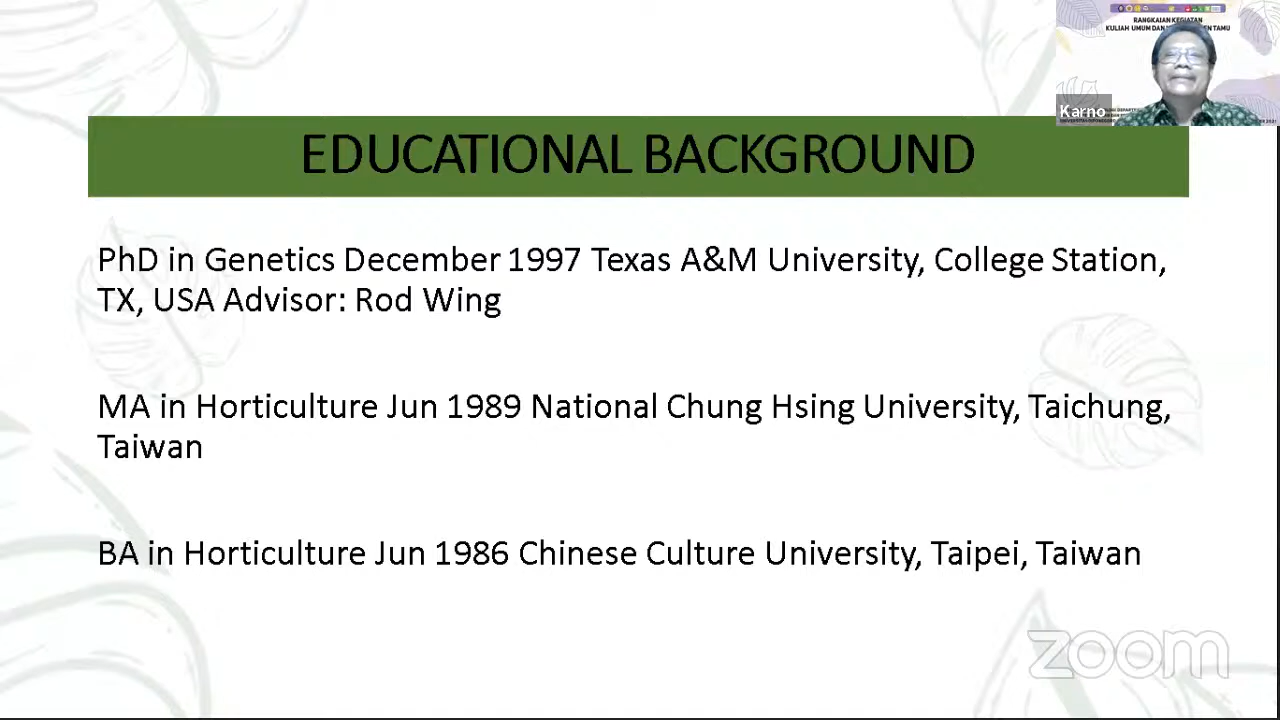 RANGKAIAN KEGIATAN
KULIAH UMUM DAN
TAMU
Karno
EDUCATIONAL BACKGROUND
PhD in Genetics December 1997 Texas A&M University, College Station,
TX, USA Advisor: Rod Wing
MA in Horticulture Jun 1989 National Chung Hsing University, Taichung,
Taiwan
BA in Horticulture Jun 1986 Chinese Culture University, Taipei, Taiwan
zoom